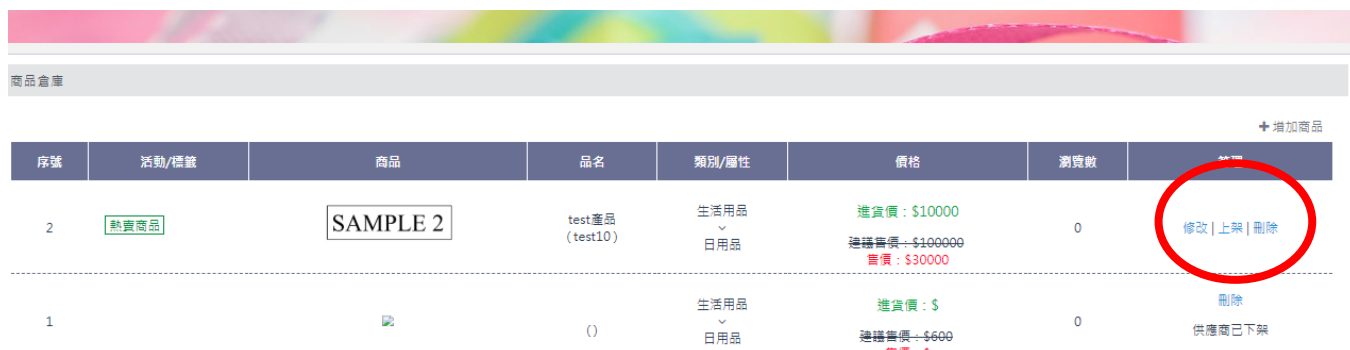 商品倉庫
+ 增加商品
序號 活動/標籤 商品 品名 類別/屬性 價格 瀏覽數 管理
2 熱賣商品 SAMPLE 2 test產品 (test10) 生活用品 日用品 進貨價：$10000 0 修改 | 上架 | 刪除
建議售價：$100000
售價：$30000
1 () 生活用品 日用品 進貨價：$ 0 刪除
建議售價：$600 供應商已下架